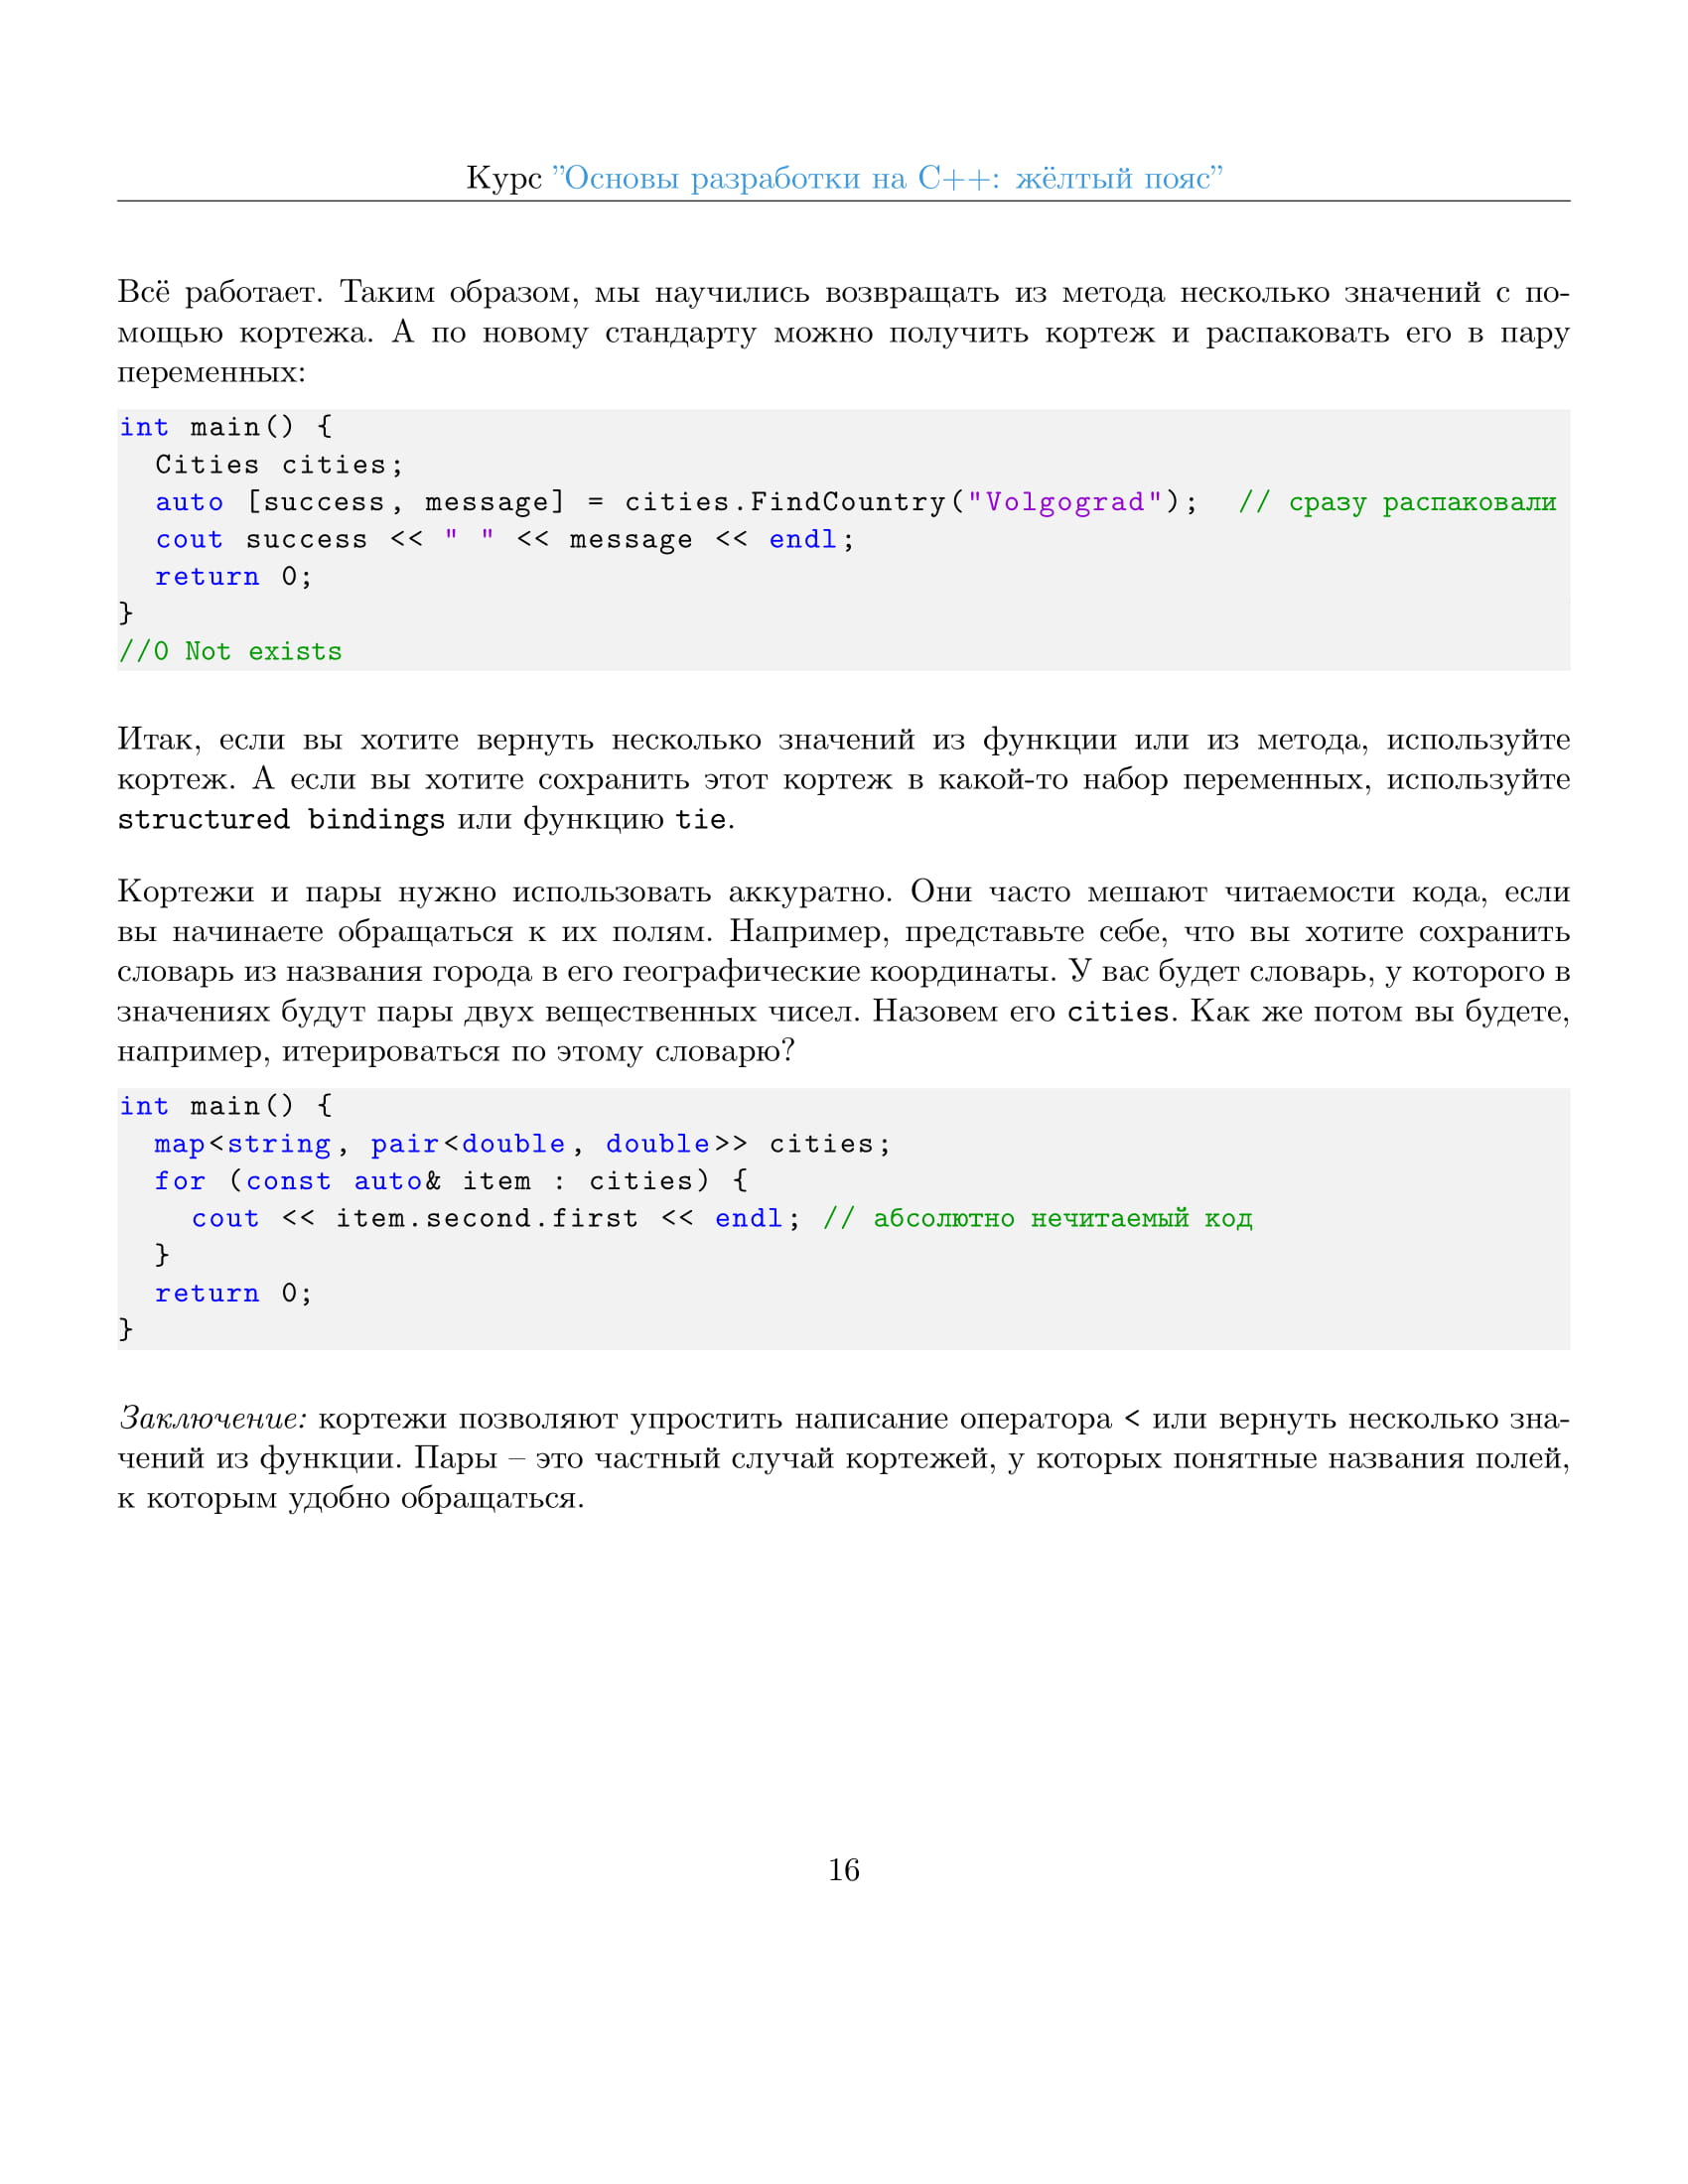 Курс ”Основы разработки на C++: жёлтый пояс”
Всё работает. Таким образом, мы научились возвращать из метода несколько значений с по-
мощью кортежа. А по новому стандарту можно получить кортеж и распаковать его в пару
переменных:
int main() {
  Cities cities;
  auto [success, message] = cities.FindCountry("Volgograd");  // сразу распаковали
  cout success << " " << message << endl;
  return 0;
}
//0 Not exists
Итак, если вы хотите вернуть несколько значений из функции или из метода, используйте
кортеж. А если вы хотите сохранить этот кортеж в какой-то набор переменных, используйте
structured bindings или функцию tie.
Кортежи и пары нужно использовать аккуратно. Они часто мешают читаемости кода, если
вы начинаете обращаться к их полям. Например, представьте себе, что вы хотите сохранить
словарь из названия города в его географические координаты. У вас будет словарь, у которого в
значениях будут пары двух вещественных чисел. Назовем его cities. Как же потом вы будете,
например, итерироваться по этому словарю?
int main() {
  map<string, pair<double, double>> cities;
  for (const auto& item : cities) {
    cout << item.second.first << endl; // абсолютно нечитаемый код
  }
  return 0;
}
Заключение: кортежи позволяют упростить написание оператора < или вернуть несколько зна-
чений из функции. Пары – это частный случай кортежей, у которых понятные названия полей,
к которым удобно обращаться.
16